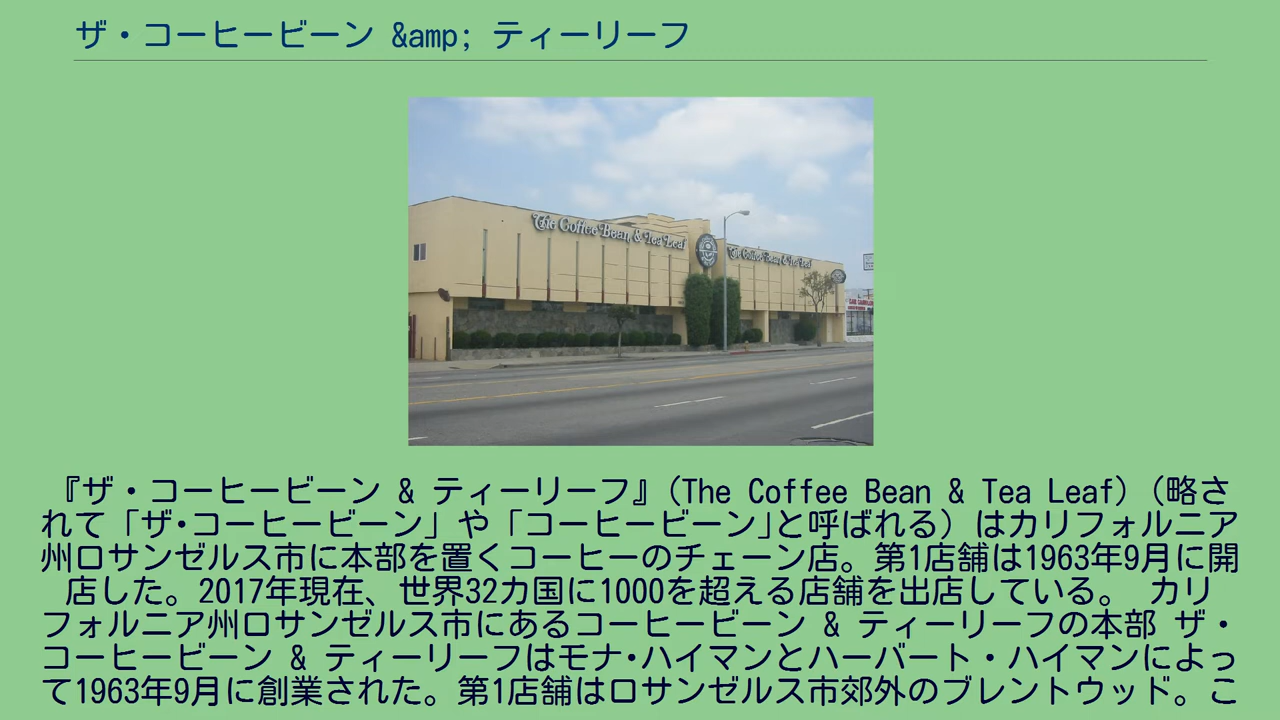 ザ・コーヒービーン &amp; ティーリーフ
The Coffee Bean & Tea Leaf
The Coffee Bean & Tea Leaf
『ザ・コーヒービーン & ティーリーフ』(The Coffee Bean & Tea Leaf)（略さ
れて「ザ・コーヒービーン」や「コーヒービーン」と呼ばれる）はカリフォルニア
州ロサンゼルス市に本部を置くコーヒーのチェーン店。第1店舗は1963年9月に開
店した。2017年現在、世界32カ国に1000を超える店舗を出店している。 カリ
フォルニア州ロサンゼルス市にあるコーヒービーン & ティーリーフの本部 ザ・
コーヒービーン & ティーリーフはモナ・ハイマンとハーバート・ハイマンによっ
て1963年9月に創業された。第1店舗はロサンゼルス市郊外のブレントウッド。こ